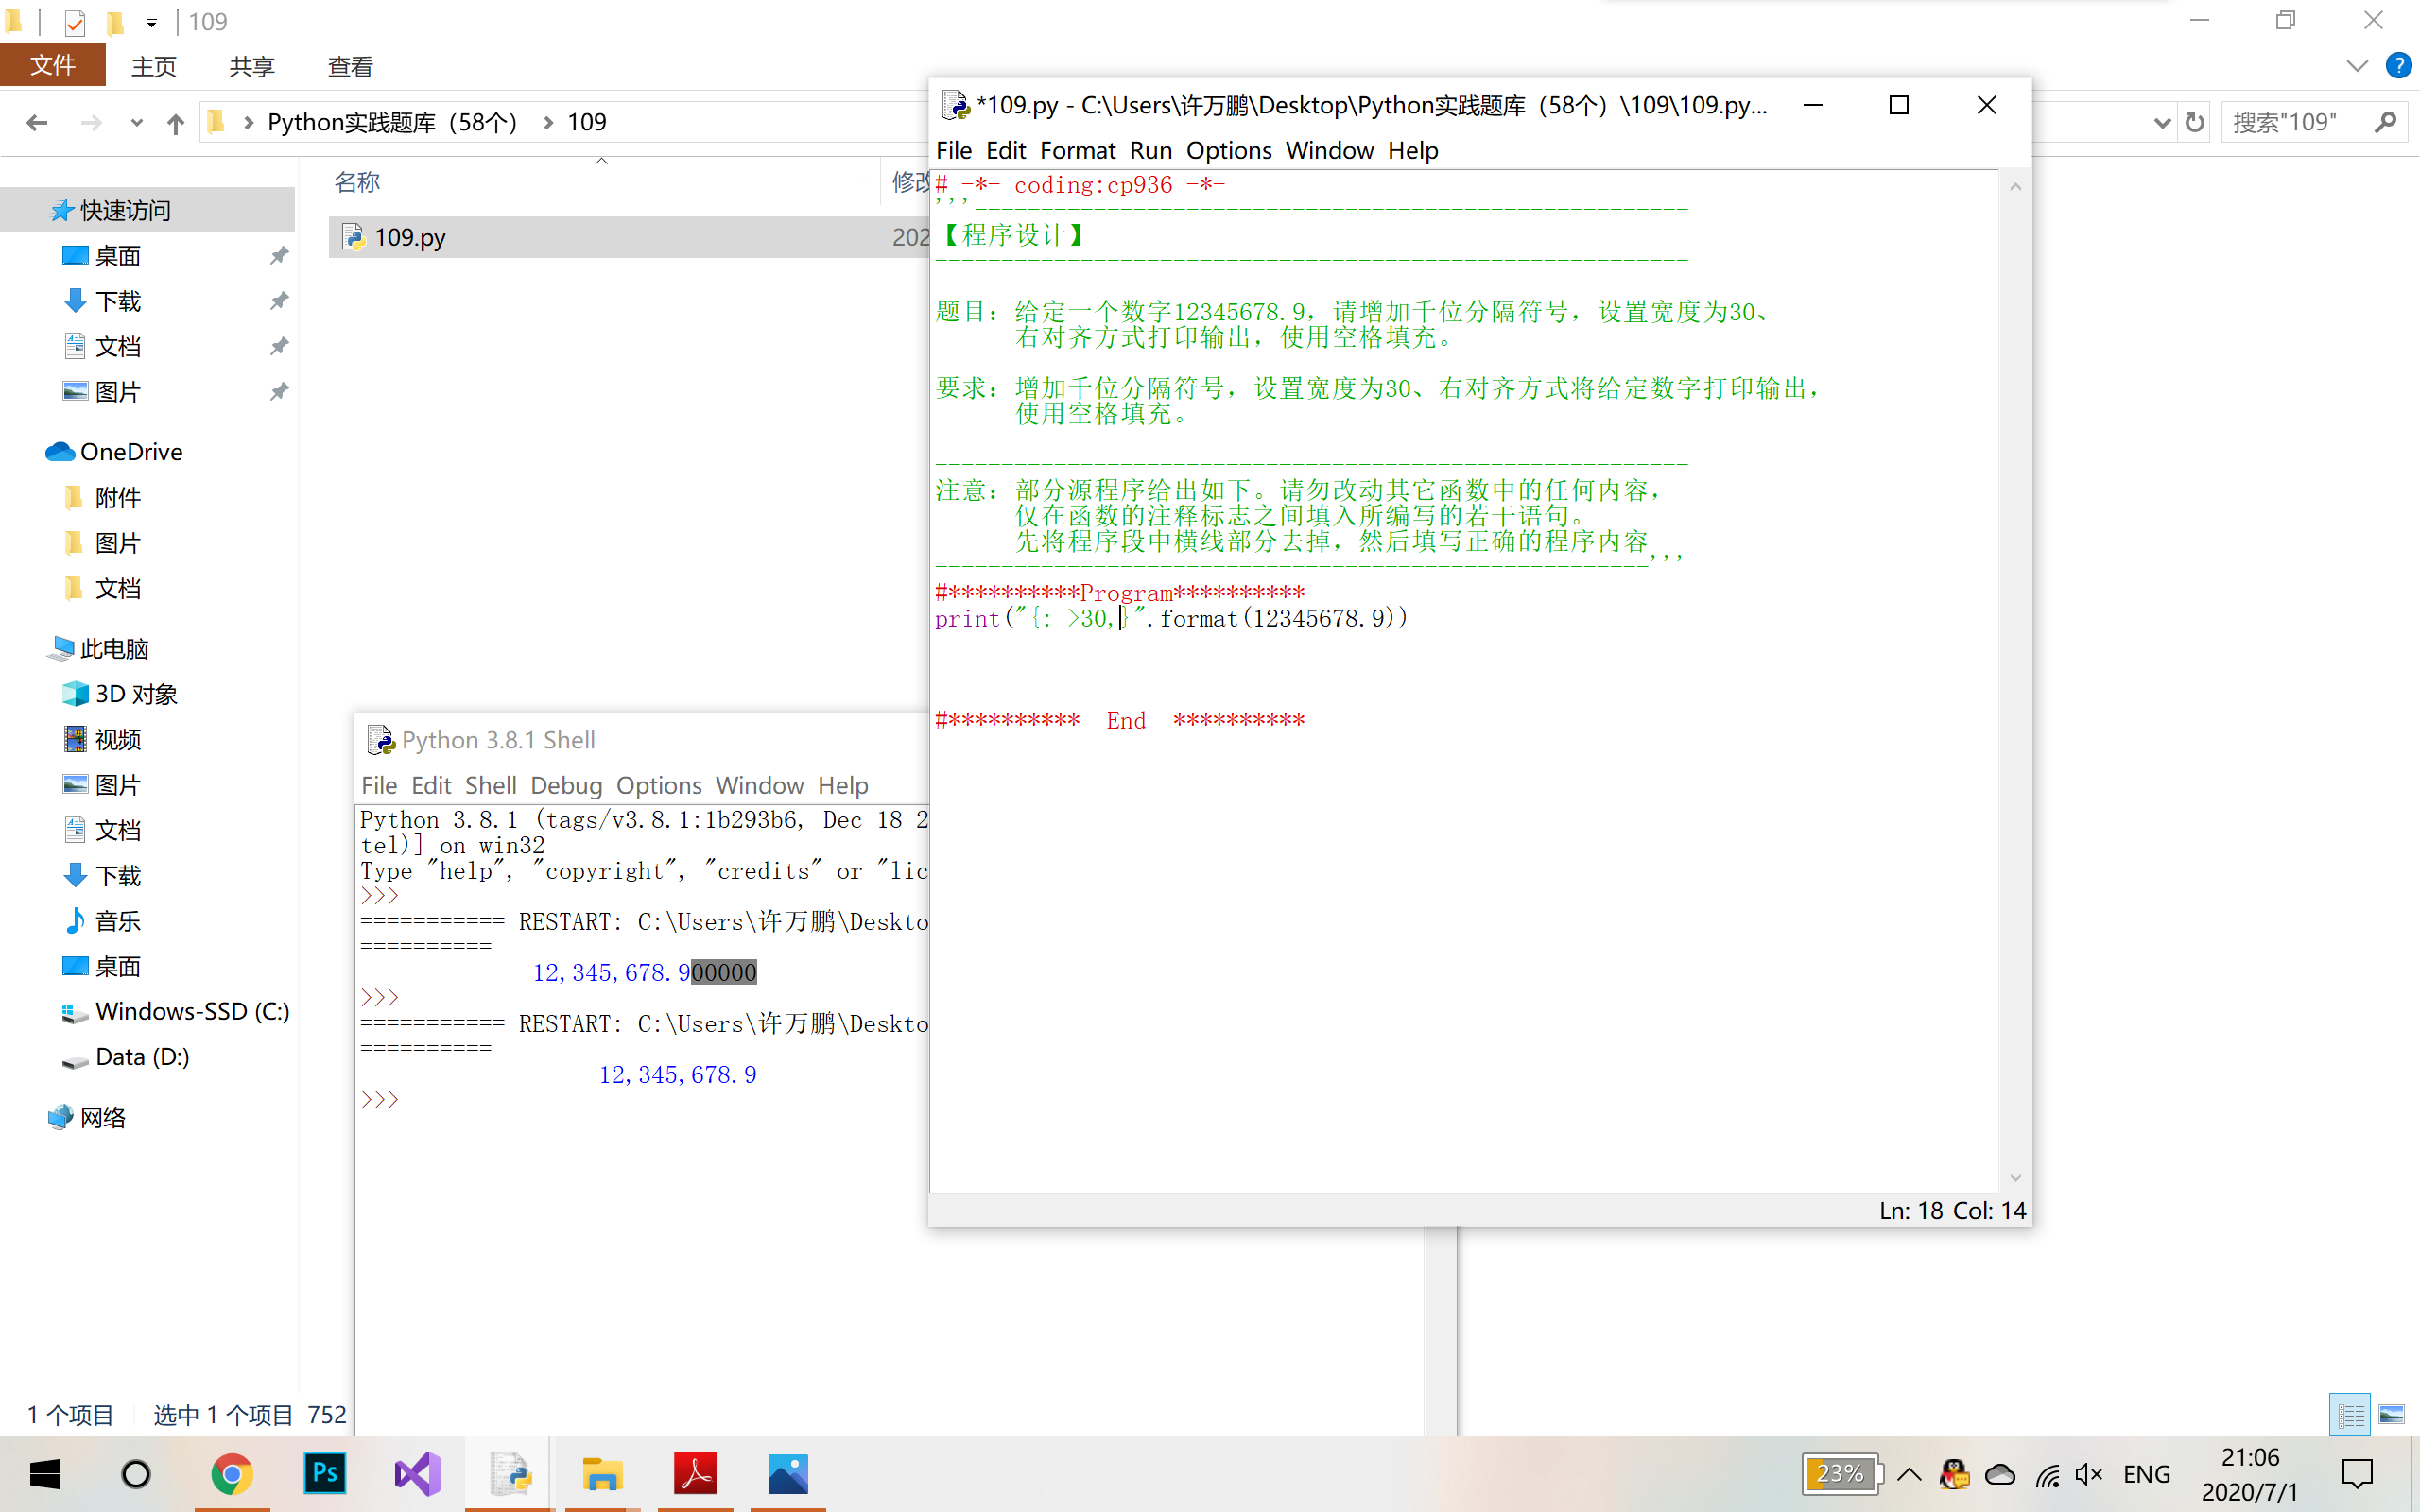 109
文件 主页 共享 查看
Python实践题库（58个） 109
搜索"109"
名称
修改
109.py
202
快速访问
桌面
下载
文档
图片
OneDrive
附件
图片
文档
此电脑
3D 对象
视频
图片
文档
下载
音乐
桌面
Windows-SSD (C:)
Data (D:)
网络
1 个项目 选中 1 个项目 752
*109.py - C:\Users\许万鹏\Desktop\Python实践题库（58个）\109\109.py...
File Edit Format Run Options Window Help
# -*- coding:cp936 -*-
'''---------------------------------------------------------
【程序设计】
---------------------------------------------------------
题目：给定一个数字12345678.9，请增加千位分隔符号，设置宽度为30、
右对齐方式打印输出，使用空格填充。
要求：增加千位分隔符号，设置宽度为30、右对齐方式将给定数字打印输出，
使用空格填充。
---------------------------------------------------------
注意：部分源程序给出如下。请勿改动其它函数中的任何内容，
仅在函数的注释标志之间填入所编写的若干语句。
先将程序段中横线部分去掉，然后填写正确的程序内容
------------------------------------------------------'''
#**********Program**********
print("{: >30,}".format(12345678.9))
#********** End **********
Ln: 18 Col: 14
Python 3.8.1 Shell
File Edit Shell Debug Options Window Help
Python 3.8.1 (tags/v3.8.1:1b293b6, Dec 18 2
tel)] on win32
Type "help", "copyright", "credits" or "lic
>>>
=========== RESTART: C:\Users\许万鹏\Deskto
==========
12,345,678.900000
>>>
=========== RESTART: C:\Users\许万鹏\Deskto
==========
12,345,678.9
>>>
Ps
23%
ENG
21:06
2020/7/1